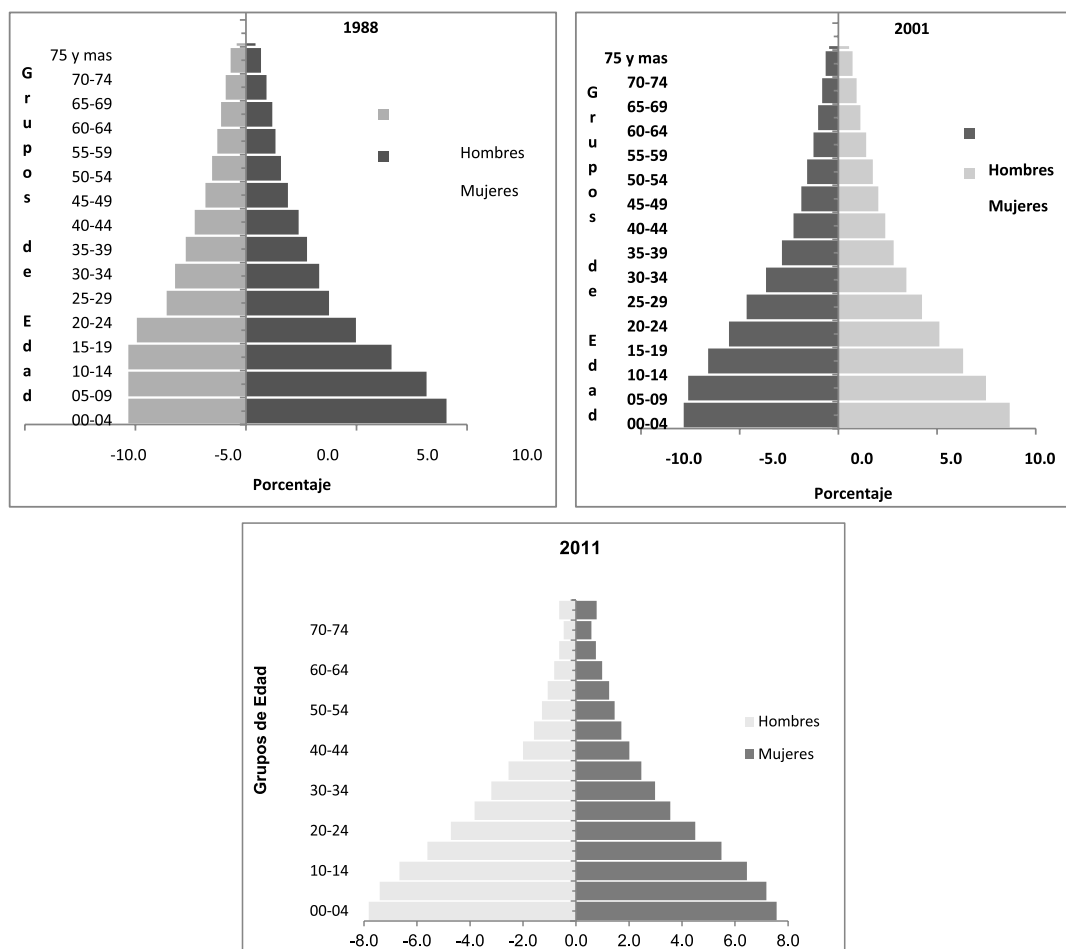 1988
Grupos de Edad
75 y mas
70-74
65-69
60-64
55-59
50-54
45-49
40-44
35-39
30-34
25-29
20-24
15-19
10-14
05-09
00-04
Hombres
Mujeres
-10.0 -5.0 0.0 5.0 10.0
Porcentaje
2001
Grupos de Edad
75 y mas
70-74
65-69
60-64
55-59
50-54
45-49
40-44
35-39
30-34
25-29
20-24
15-19
10-14
05-09
00-04
Hombres
Mujeres
-10.0 -5.0 0.0 5.0 10.0
Porcentaje
2011
Grupos de Edad
70-74
60-64
50-54
40-44
30-34
20-24
10-14
00-04
Hombres
Mujeres
-8.0 -6.0 -4.0 -2.0 0.0 2.0 4.0 6.0 8.0